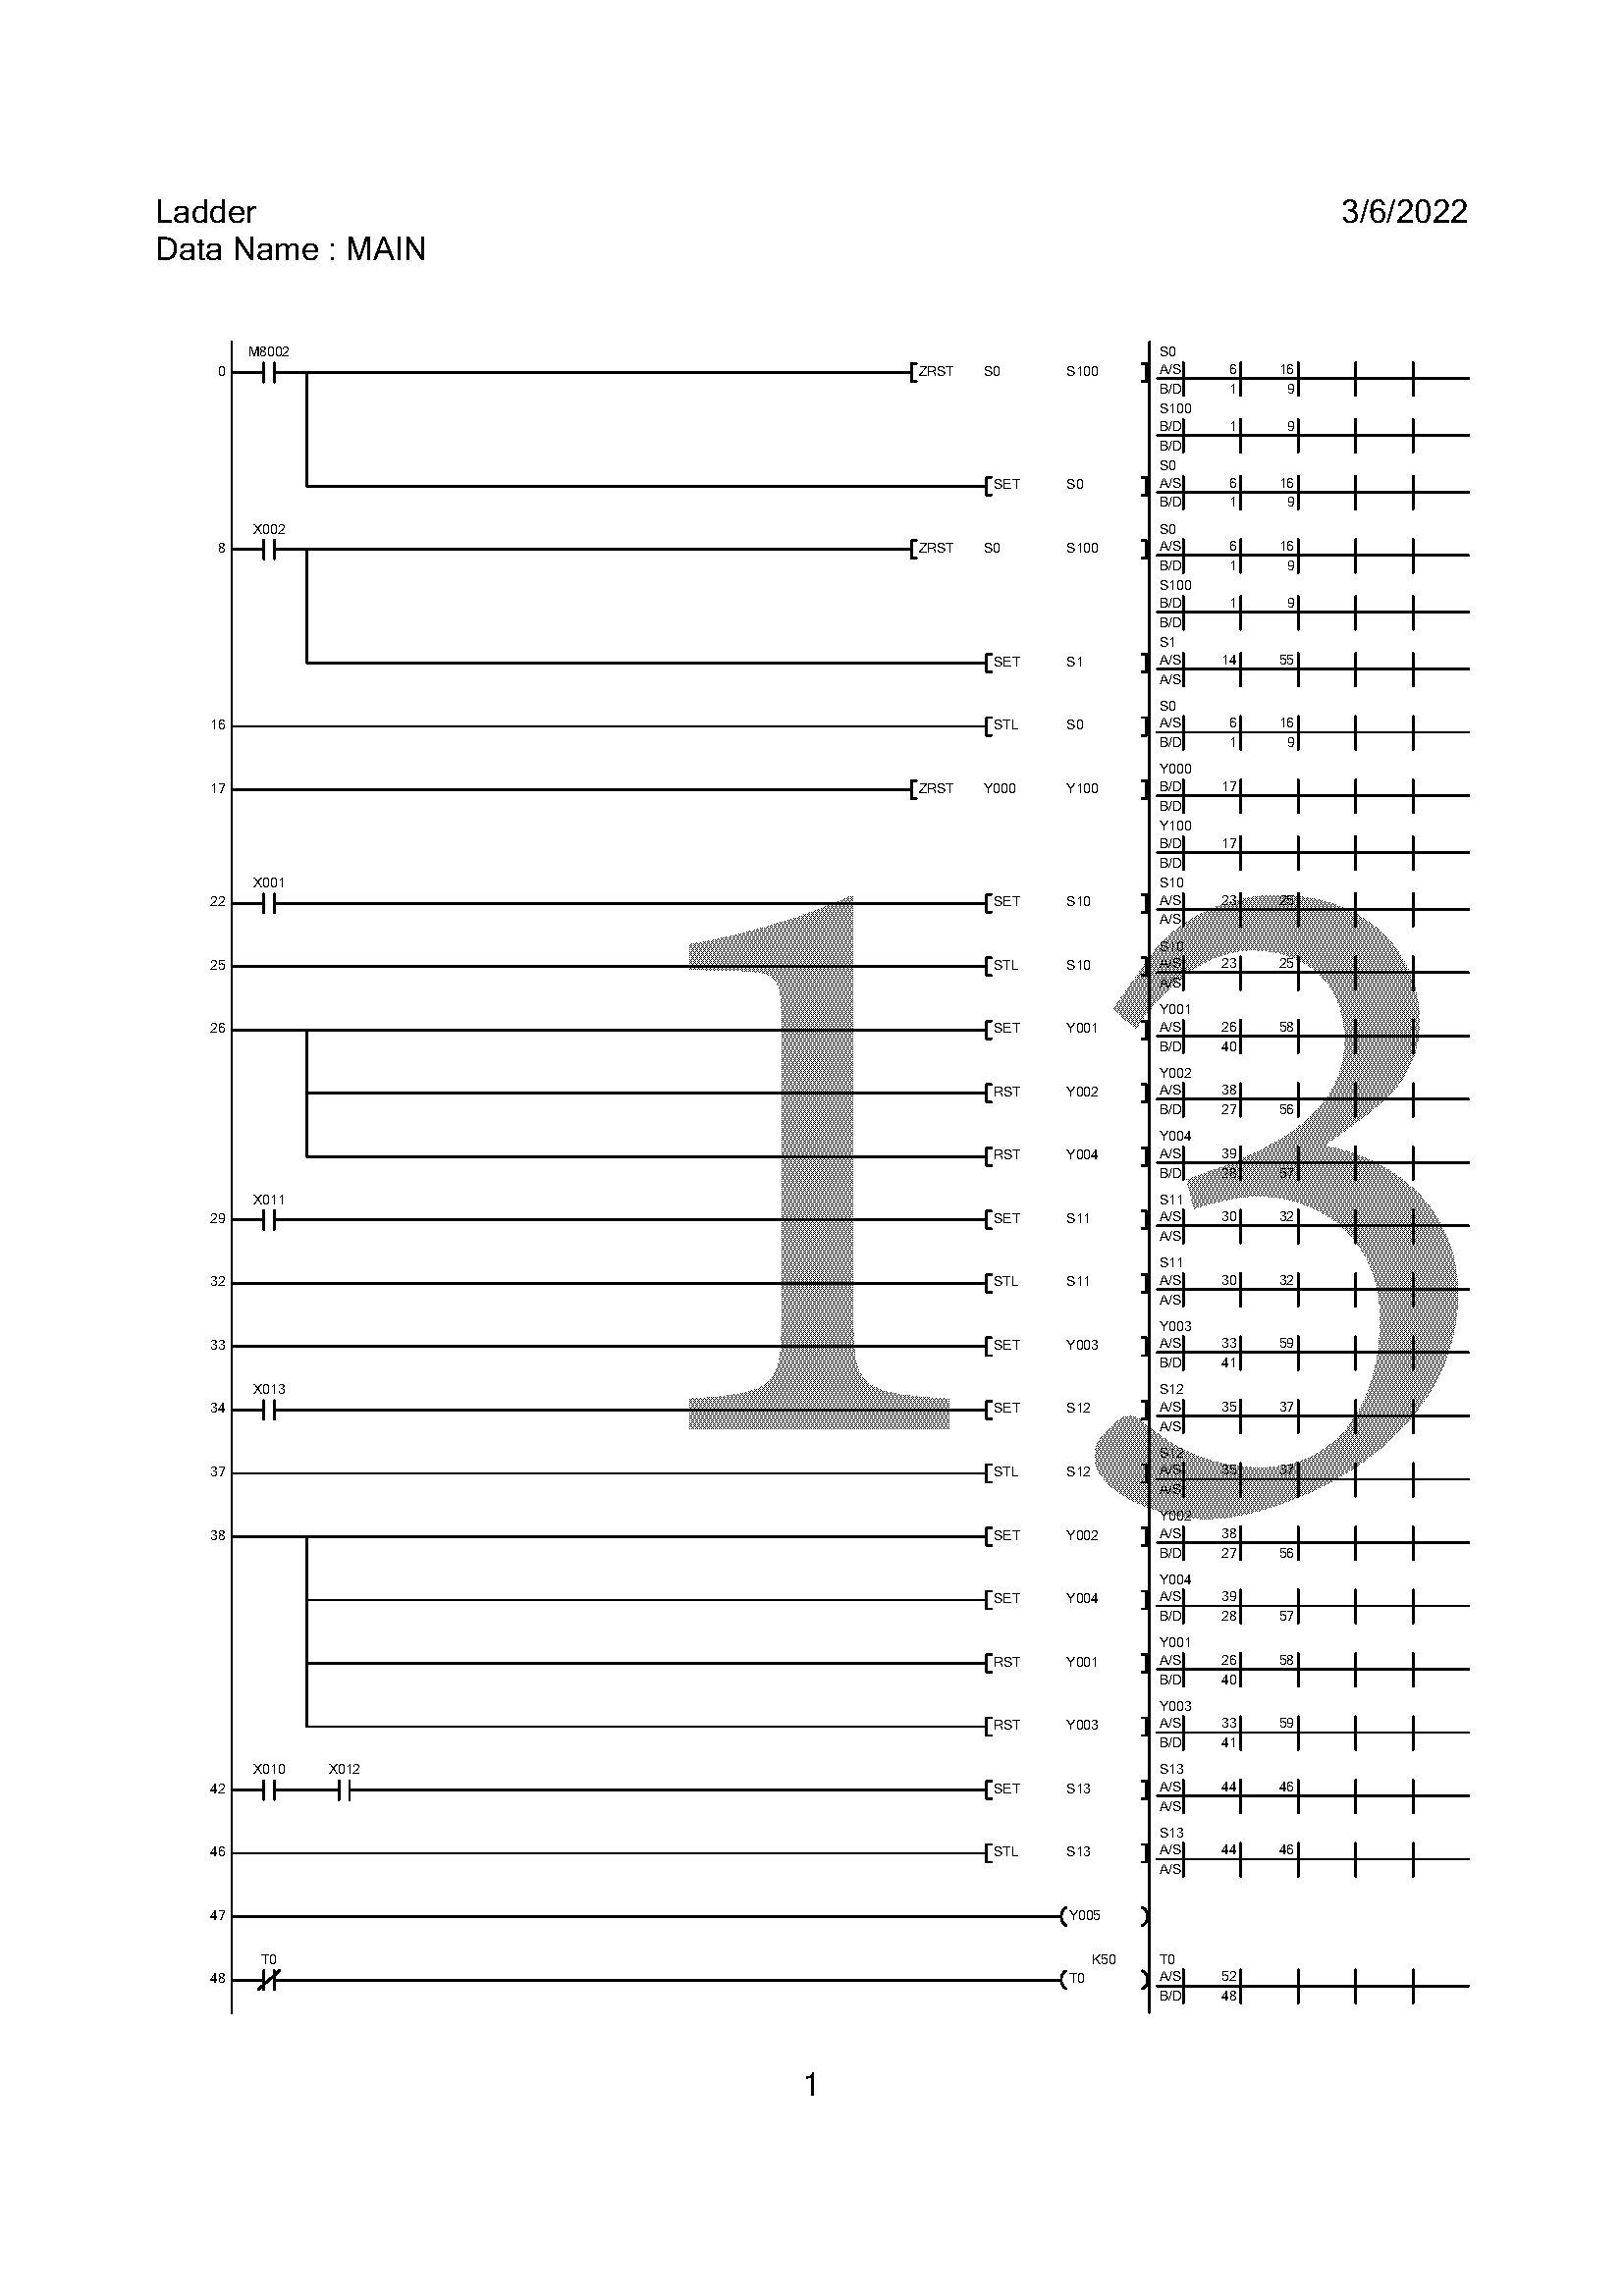 Ladder 3/6/2022
Data Name : MAIN
M8002 S0
0 ZRST S0 S100 A/S 6 16
B/D 1 9
S100
B/D 1 9
B/D
S0
SET S0 A/S 6 16
B/D 1 9
X002 S0
8 ZRST S0 S100 A/S 6 16
B/D 1 9
S100
B/D 1 9
B/D
S1
SET S1 A/S 14 55
A/S
S0
16 STL S0 A/S 6 16
B/D 1 9
Y000
17 ZRST Y000 Y100 B/D 17
B/D
Y100
B/D 17
B/D
X001 S10
22 SET S10 A/S 23 25
A/S
S10
25 STL S10 A/S 23 25
A/S
Y001
26 SET Y001 A/S 26 58
B/D 40
Y002
RST Y002 A/S 38
B/D 27 56
Y004
RST Y004 A/S 39
B/D 28 57
X011 S11
29 SET S11 A/S 30 32
A/S
S11
32 STL S11 A/S 30 32
A/S
Y003
33 SET Y003 A/S 33 59
B/D 41
X013 S12
34 SET S12 A/S 35 37
A/S
S12
37 STL S12 A/S 35 37
A/S
Y002
38 SET Y002 A/S 38
B/D 27 56
Y004
SET Y004 A/S 39
B/D 28 57
Y001
RST Y001 A/S 26 58
B/D 40
Y003
RST Y003 A/S 33 59
B/D 41
X010 X012 S13
42 SET S13 A/S 44 46
A/S
S13
46 STL S13 A/S 44 46
A/S
47 Y005
T0 K50 T0
48 T0 A/S 52
B/D 48
13
1